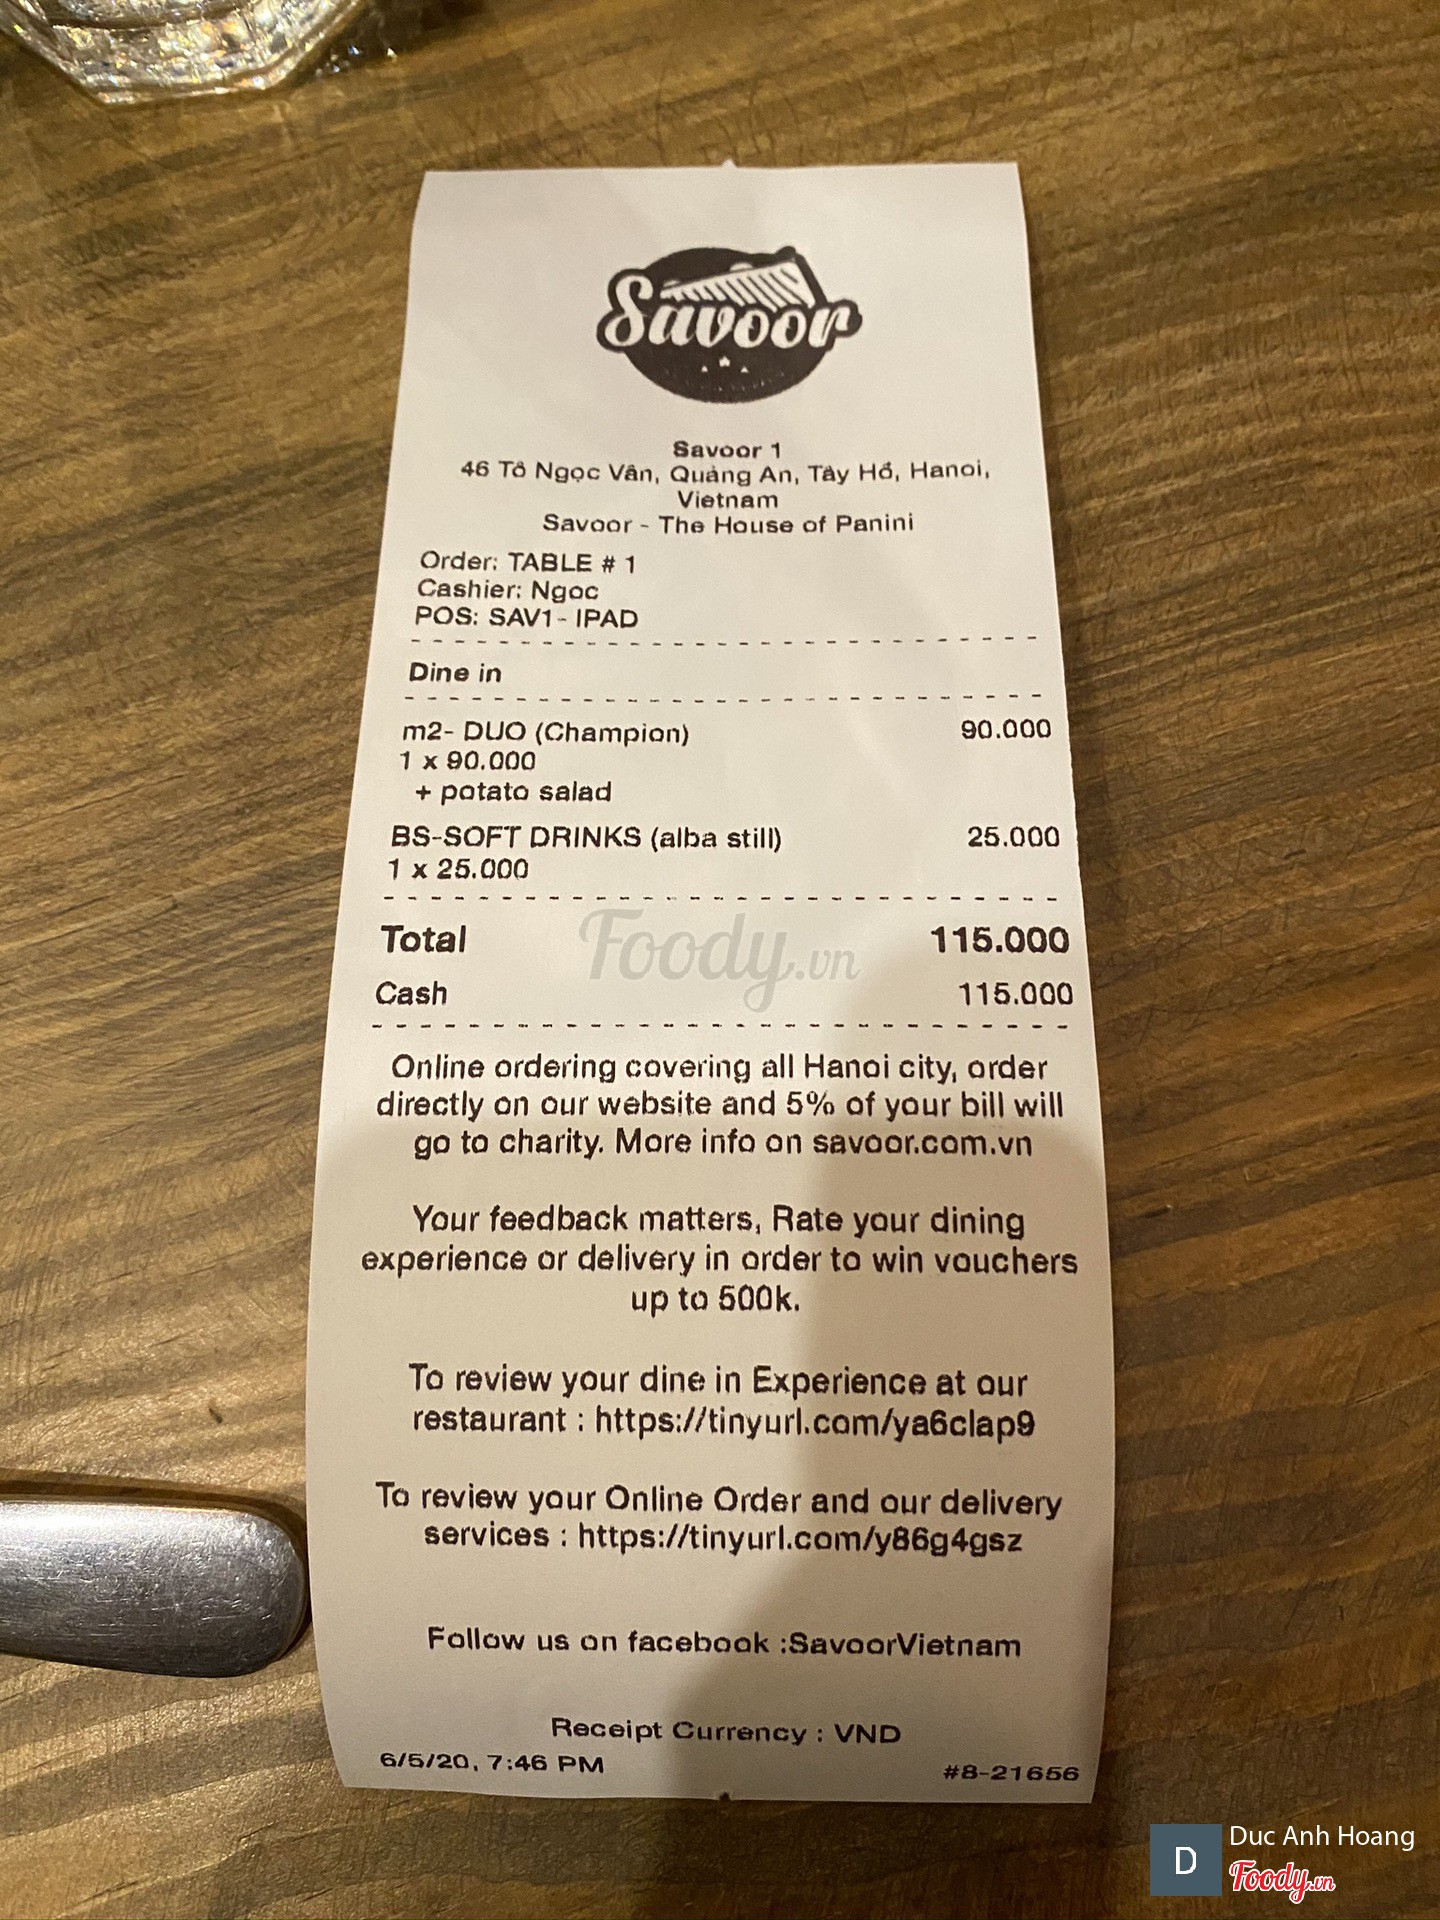 Savoor
Savoor 1
46 Tô Ngọc Vân, Quảng An, Tây Hồ, Hanoi,
Vietnam
Savoor - The House of Panini
Order: TABLE # 1
Cashier: Ngoc
POS: SAV1- IPAD
Dine in
m2- DUO (Champion) 90.000
1 x 90.000
+ potato salad
BS-SOFT DRINKS (alba still) 25.000
1 x 25.000
Total 115.000
Foody.vn
Cash 115.000
Online ordering covering all Hanoi city, order
directly on our website and 5% of your bill will
go to charity. More info on savoor.com.vn
Your feedback matters, Rate your dining
experience or delivery in order to win vouchers
up to 500k.
To review your dine in Experience at our
restaurant : https://tinyurl.com/ya6clap9
To review your Online Order and our delivery
services : https://tinyurl.com/y86g4gsz
Follow us on facebook :SavoorVietnam
Receipt Currency : VND
6/5/20, 7:46 PM #8-21656
D Duc Anh Hoang
Foody.vn